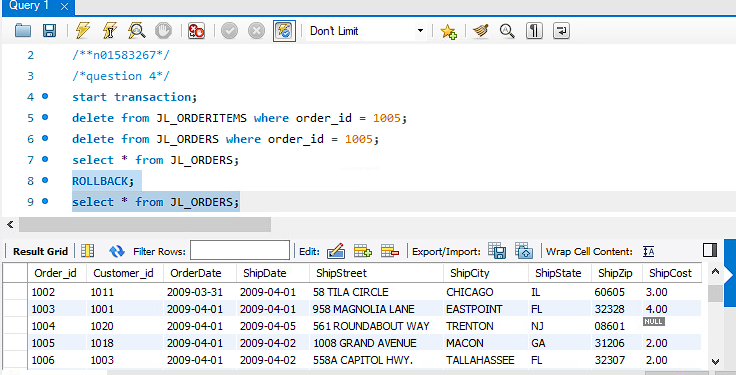 Query 1
Don't Limit
2 /**n01583267*/
3 /*question 4*/
4 start transaction;
5 delete from JL_ORDERITEMS where order_id = 1005;
6 delete from JL_ORDERS where order_id = 1005;
7 select * from JL_ORDERS;
8 ROLLBACK;
9 select * from JL_ORDERS;
Result Grid Filter Rows: Edit: Export/Import: Wrap Cell Content: IA
Order_id Customer_id OrderDate ShipDate ShipStreet ShipCity ShipState ShipZip ShipCost
1002 1011 2009-03-31 2009-04-01 58 TILA CIRCLE CHICAGO IL 60605 3.00
1003 1001 2009-04-01 2009-04-01 958 MAGNOLIA LANE EASTPOINT FL 32328 4.00
1004 1020 2009-04-01 2009-04-05 561 ROUNDABOUT WAY TRENTON NJ 08601 NULL
1005 1018 2009-04-01 2009-04-02 1008 GRAND AVENUE MACON GA 31206 2.00
1006 1003 2009-04-01 2009-04-02 558A CAPITOL HWY. TALLAHASSEE FL 32307 2.00